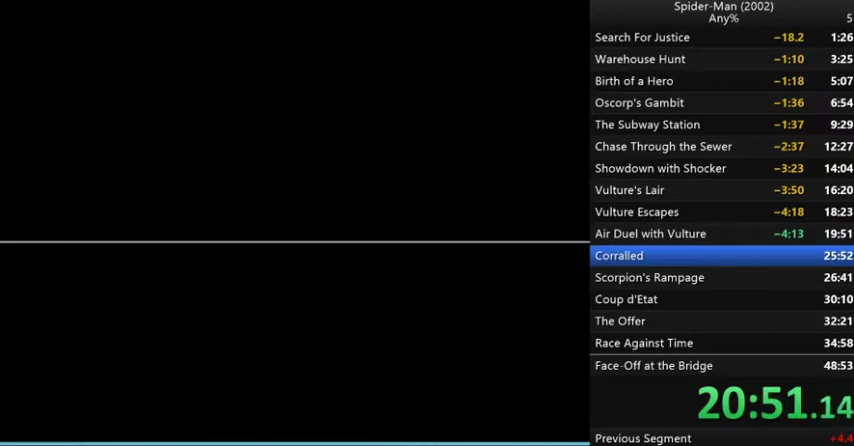 Spider-Man (2002)
Any% 5
Search For Justice −18.2 1:26
Warehouse Hunt −1:10 3:25
Birth of a Hero −1:18 5:07
Oscorp's Gambit −1:36 6:54
The Subway Station −1:37 9:29
Chase Through the Sewer −2:37 12:27
Showdown with Shocker −3:23 14:04
Vulture's Lair −3:50 16:20
Vulture Escapes −4:18 18:23
Air Duel with Vulture −4:13 19:51
Corralled 25:52
Scorpion's Rampage 26:41
Coup d'Etat 30:10
The Offer 32:21
Race Against Time 34:58
Face-Off at the Bridge 48:53
20:51.14
Previous Segment +4.4